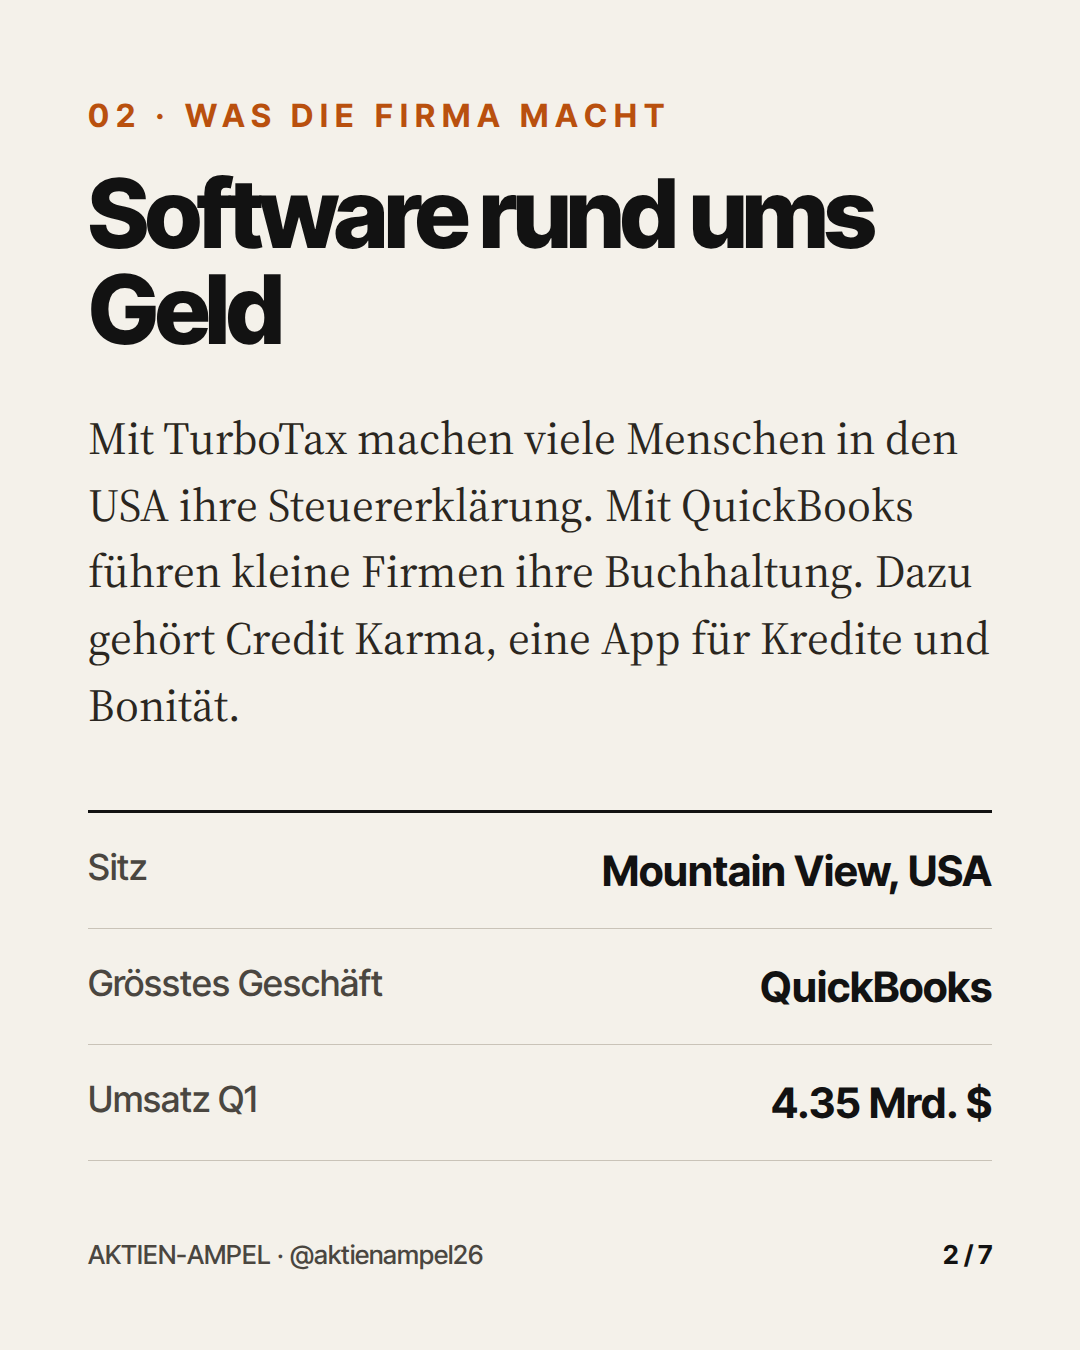 02 · WAS DIE FIRMA MACHT
Software rund ums
Geld
Mit TurboTax machen viele Menschen in den
USA ihre Steuererklärung. Mit QuickBooks
führen kleine Firmen ihre Buchhaltung. Dazu
gehört Credit Karma, eine App für Kredite und
Bonität.
Sitz Mountain View, USA
Grösstes Geschäft QuickBooks
Umsatz Q1 4.35 Mrd. $
AKTIEN-AMPEL · @aktienampel26 2 / 7